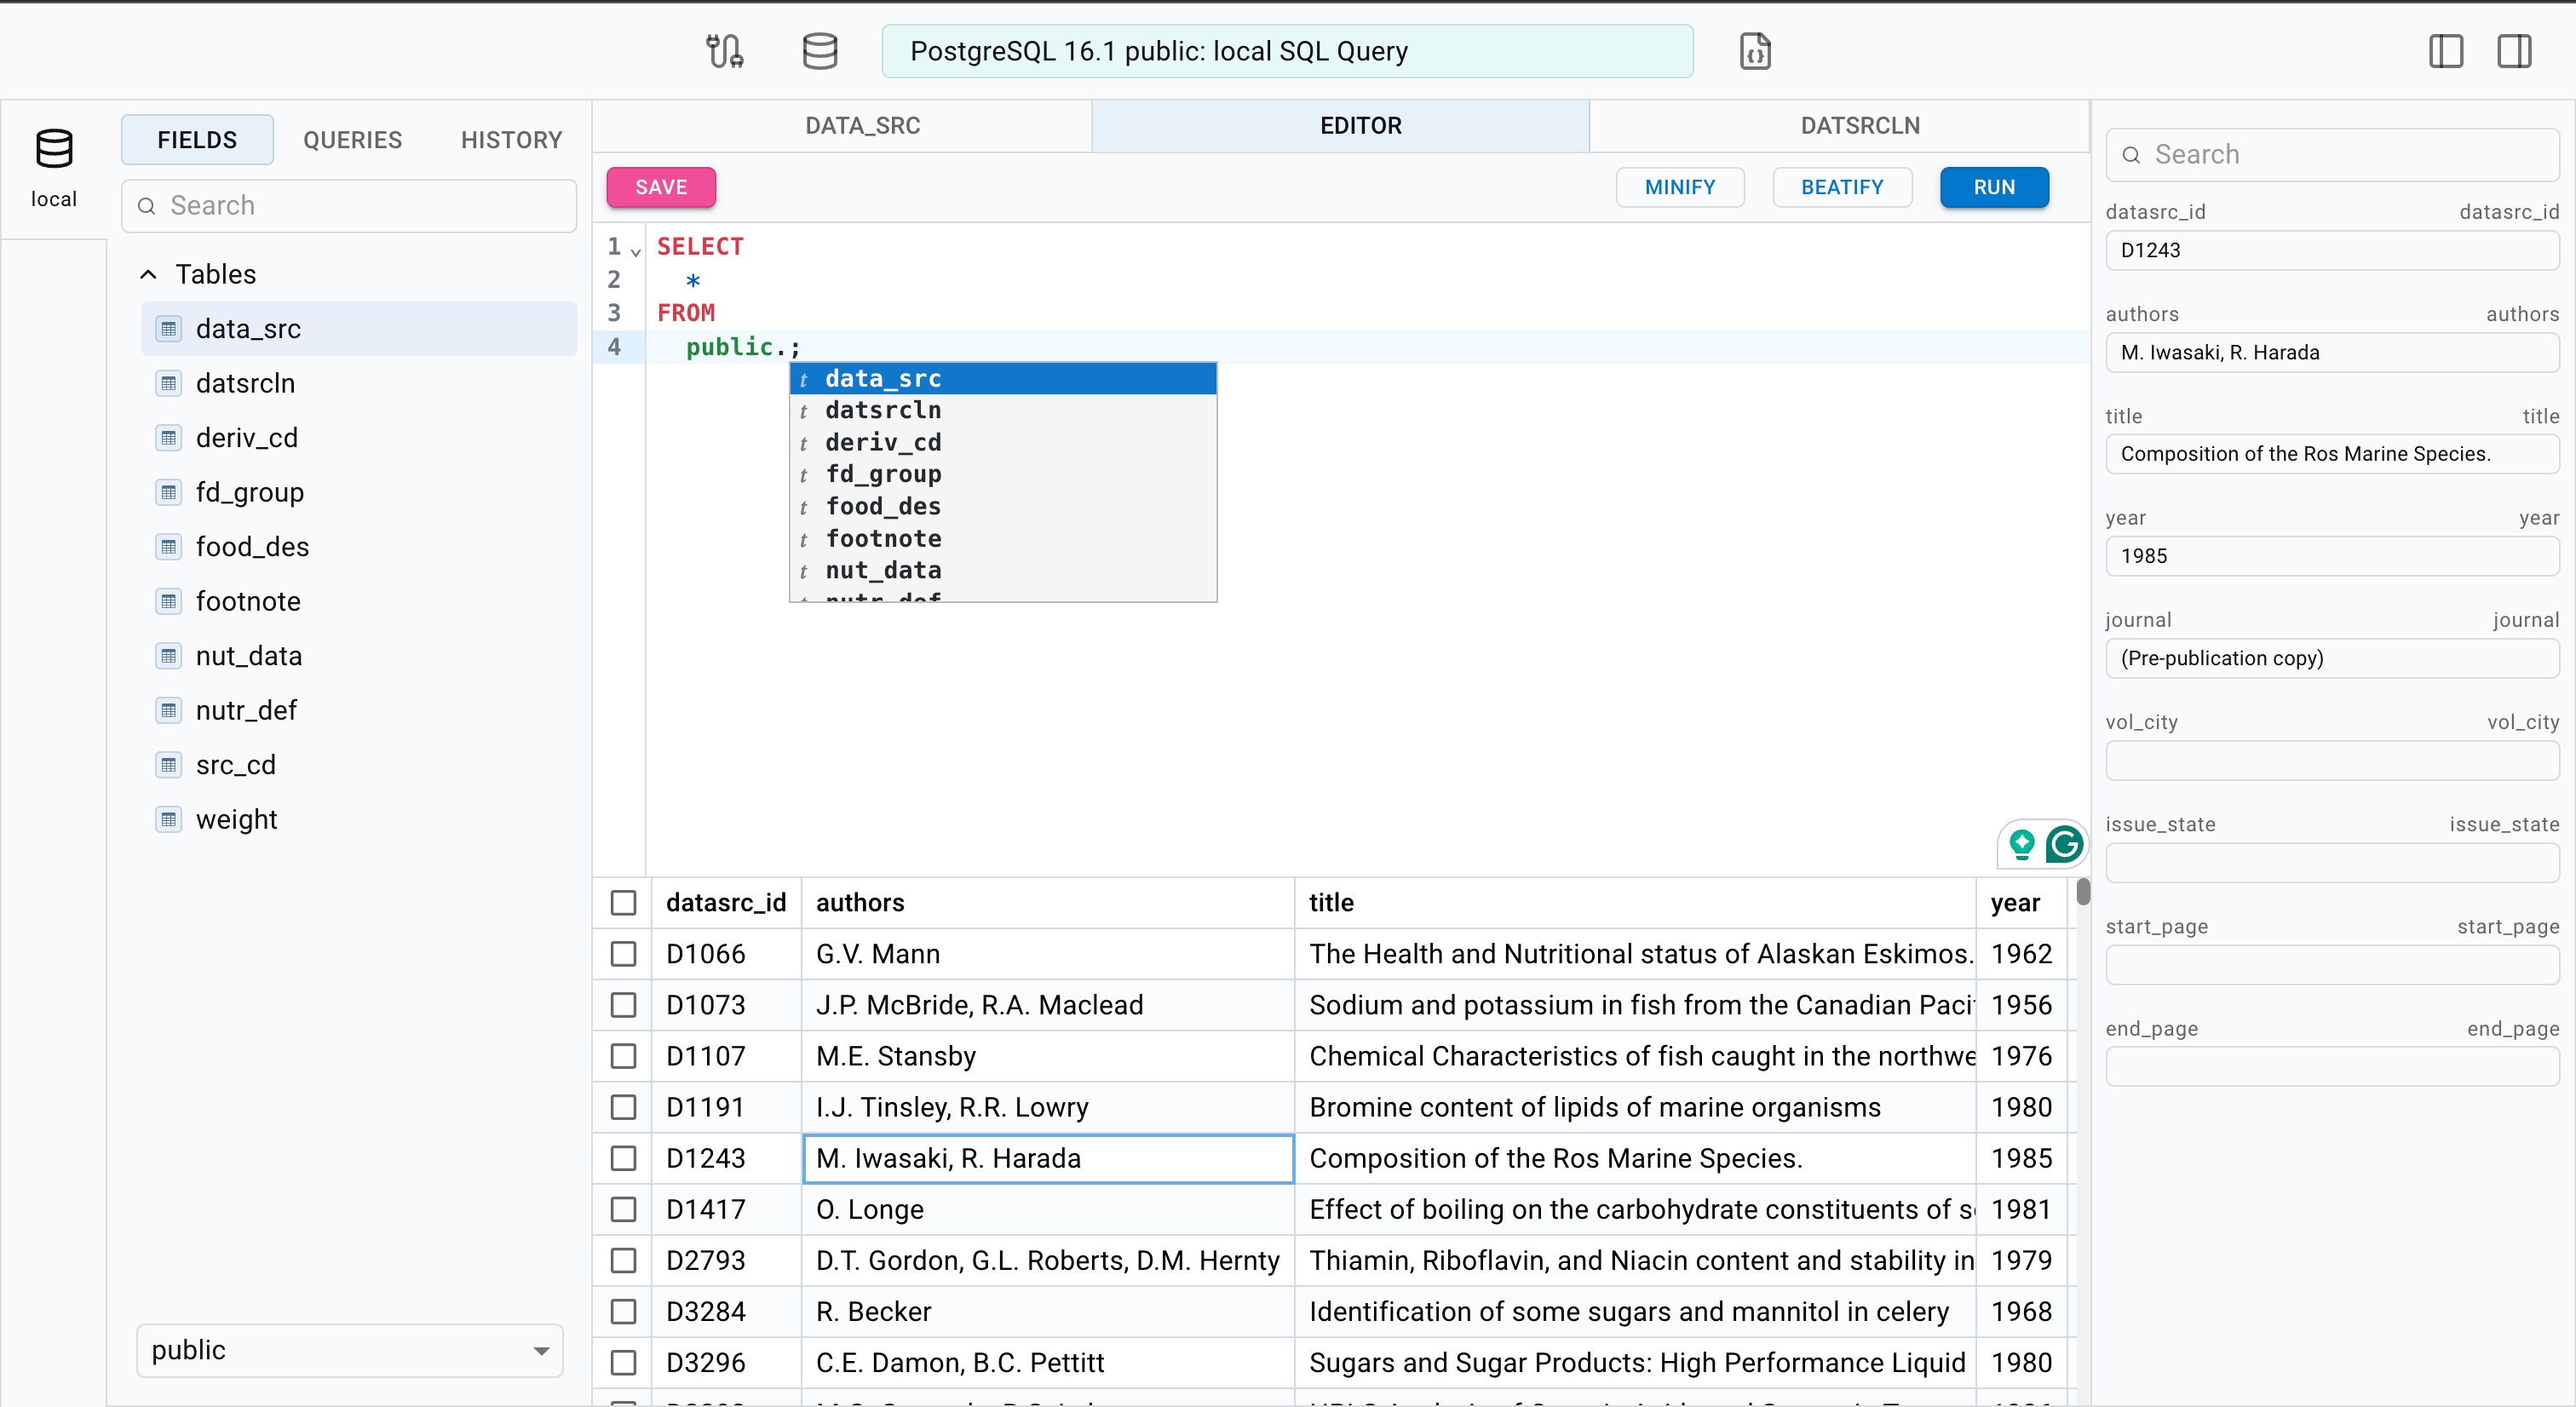 PostgreSQL 16.1 public: local SQL Query
local
FIELDS QUERIES HISTORY
Search
Tables
data_src
datsrcln
deriv_cd
fd_group
food_des
footnote
nut_data
nutr_def
src_cd
weight
public
DATA_SRC EDITOR DATSRCLN
SAVE MINIFY BEATIFY RUN
1 SELECT
2 *
3 FROM
4 public.;
t data_src
t datsrcln
t deriv_cd
t fd_group
t food_des
t footnote
t nut_data
t nutr_def
datasrc_id authors title year
D1066 G.V. Mann The Health and Nutritional status of Alaskan Eskimos. 1962
D1073 J.P. McBride, R.A. Maclead Sodium and potassium in fish from the Canadian Paci 1956
D1107 M.E. Stansby Chemical Characteristics of fish caught in the northwe 1976
D1191 I.J. Tinsley, R.R. Lowry Bromine content of lipids of marine organisms 1980
D1243 M. Iwasaki, R. Harada Composition of the Ros Marine Species. 1985
D1417 O. Longe Effect of boiling on the carbohydrate constituents of s 1981
D2793 D.T. Gordon, G.L. Roberts, D.M. Hernty Thiamin, Riboflavin, and Niacin content and stability in 1979
D3284 R. Becker Identification of some sugars and mannitol in celery 1968
D3296 C.E. Damon, B.C. Pettitt Sugars and Sugar Products: High Performance Liquid 1980
Search
datasrc_id datasrc_id
D1243
authors authors
M. Iwasaki, R. Harada
title title
Composition of the Ros Marine Species.
year year
1985
journal journal
(Pre-publication copy)
vol_city vol_city
issue_state issue_state
start_page start_page
end_page end_page